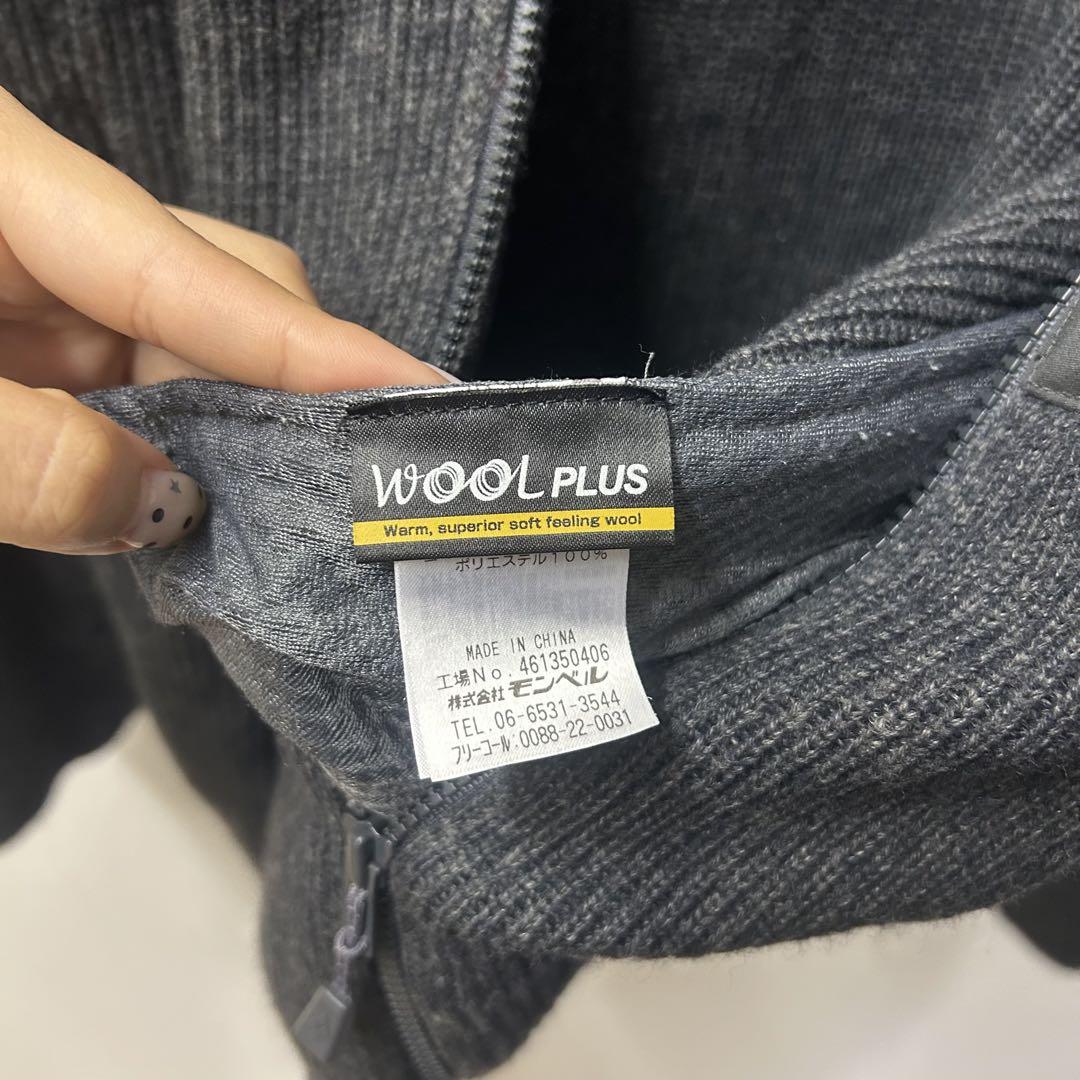 WOOL PLUS
Warm, superior soft feeling wool
ポリエステル100%
MADE IN CHINA
工場No. 461350406
株式会社モンベル
TEL. 06-6531-3544
フリーコール:0088-22-0031